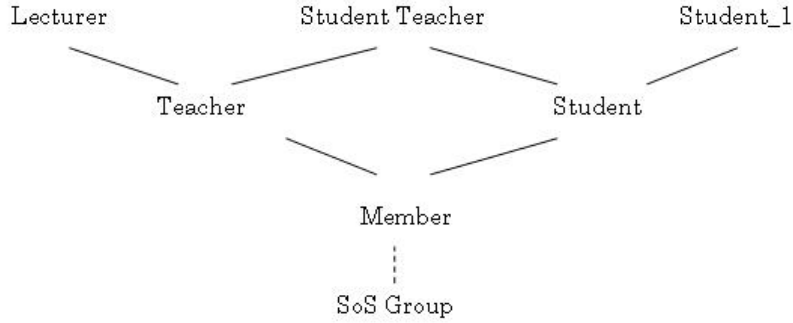 Lecturer Student Teacher Student_1
Teacher Student
Member
SoS Group